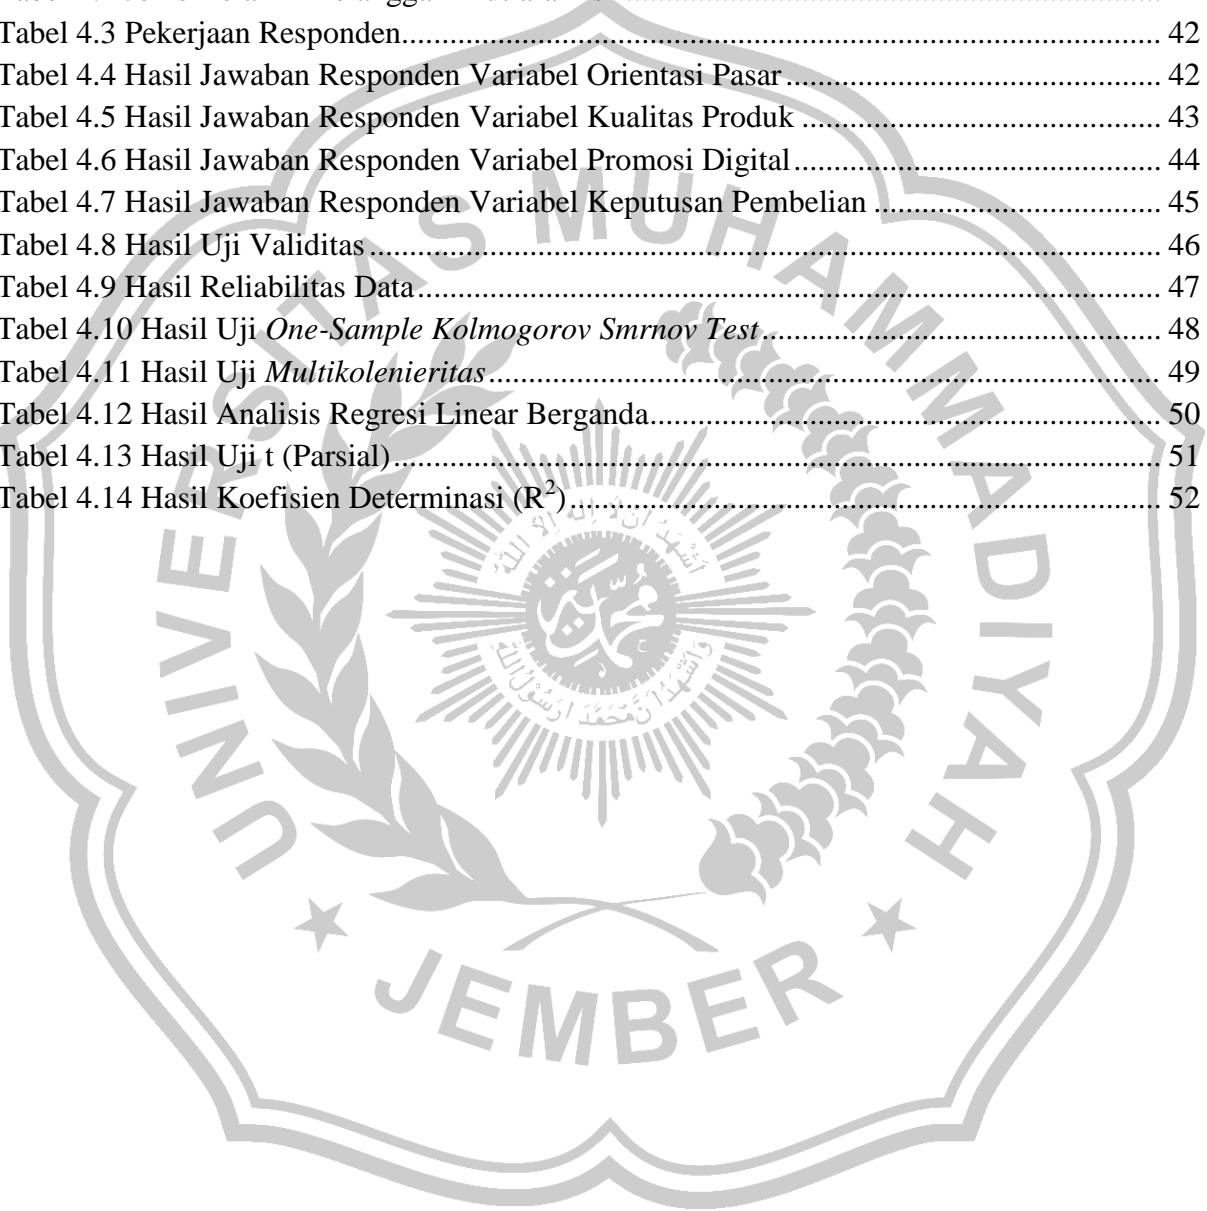 Tabel 4.3 Pekerjaan Responden.......... 42
Tabel 4.4 Hasil Jawaban Responden Variabel Orientasi Pasar.......... 42
Tabel 4.5 Hasil Jawaban Responden Variabel Kualitas Produk.......... 43
Tabel 4.6 Hasil Jawaban Responden Variabel Promosi Digital.......... 44
Tabel 4.7 Hasil Jawaban Responden Variabel Keputusan Pembelian.......... 45
Tabel 4.8 Hasil Uji Validitas.......... 46
Tabel 4.9 Hasil Reliabilitas Data.......... 47
Tabel 4.10 Hasil Uji One-Sample Kolmogorov Smrnov Test.......... 48
Tabel 4.11 Hasil Uji Multikolenieritas.......... 49
Tabel 4.12 Hasil Analisis Regresi Linear Berganda.......... 50
Tabel 4.13 Hasil Uji t (Parsial).......... 51
Tabel 4.14 Hasil Koefisien Determinasi (R²).......... 52
UNIVERSITAS MUHAMMADIYAH
JEMBER